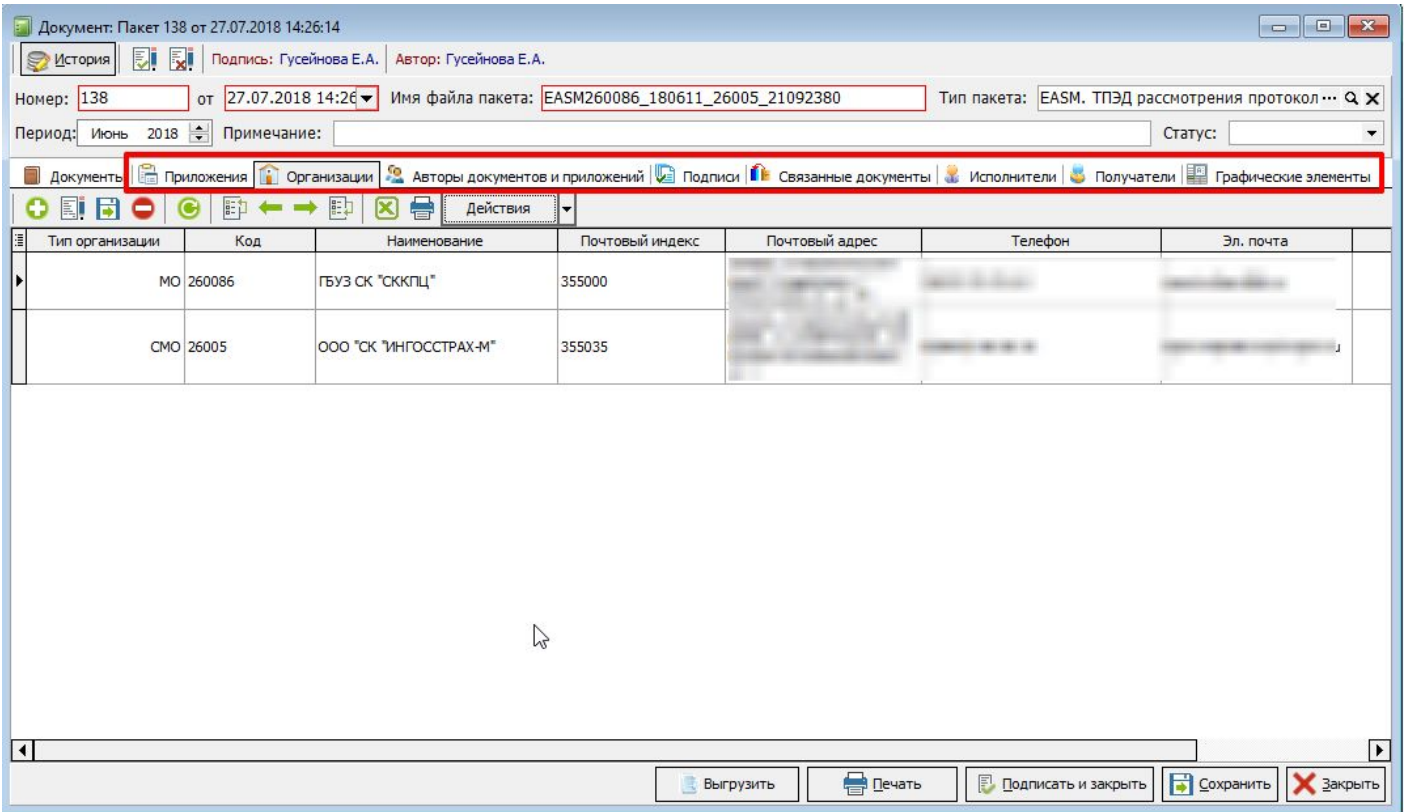 Документ: Пакет 138 от 27.07.2018 14:26:14
История Подпись: Гусейнова Е.А. Автор: Гусейнова Е.А.
Номер: 138 от 27.07.2018 14:26 Имя файла пакета: EASM260086_180611_26005_21092380 Тип пакета: EASM. ТПЭД рассмотрения протокол ...
Период: Июнь 2018 Примечание: Статус:
Документы Приложения Организации Авторы документов и приложений Подписи Связанные документы Исполнители Получатели Графические элементы
Действия
Тип организации Код Наименование Почтовый индекс Почтовый адрес Телефон Эл. почта
МО 260086 ГБУЗ СК "СККПЦ" 355000
СМО 26005 ООО "СК "ИНГОССТРАХ-М" 355035
Выгрузить Печать Подписать и закрыть Сохранить Закрыть